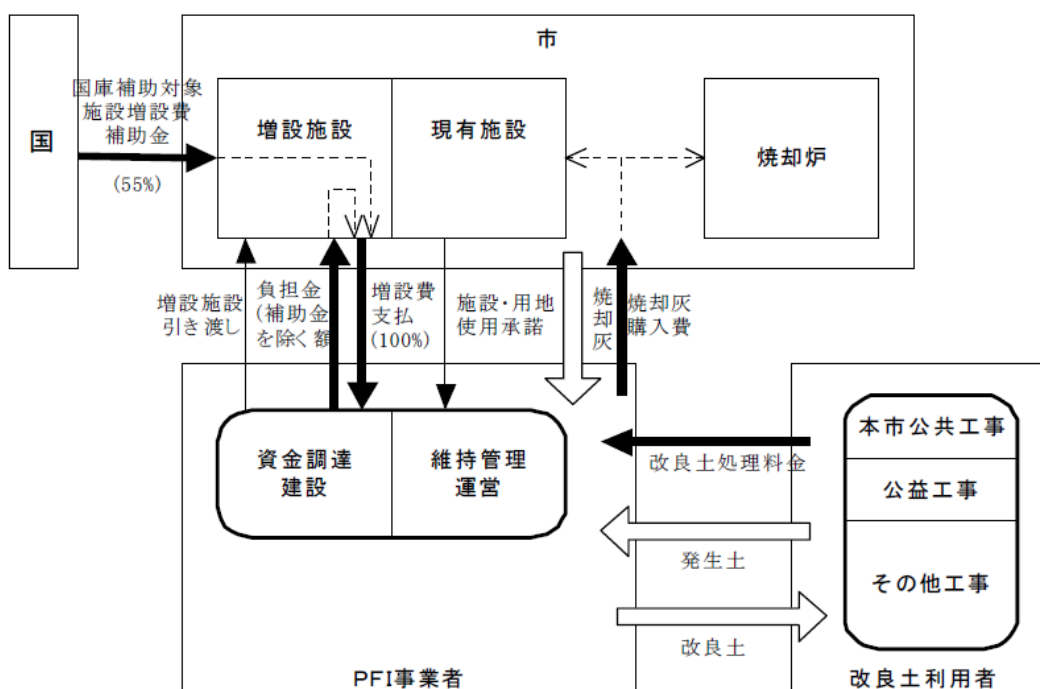 市
国
国庫補助対象
施設増設費
補助金
(55%)
増設施設
現有施設
焼却炉
増設施設
引き渡し
負担金
(補助金
を除く額
増設費
支払
(100%)
施設・用地
使用承諾
焼却灰
焼却灰
購入費
資金調達
建設
維持管理
運営
本市公共工事
公益工事
その他工事
改良土処理料金
発生土
改良土
PFI事業者
改良土利用者